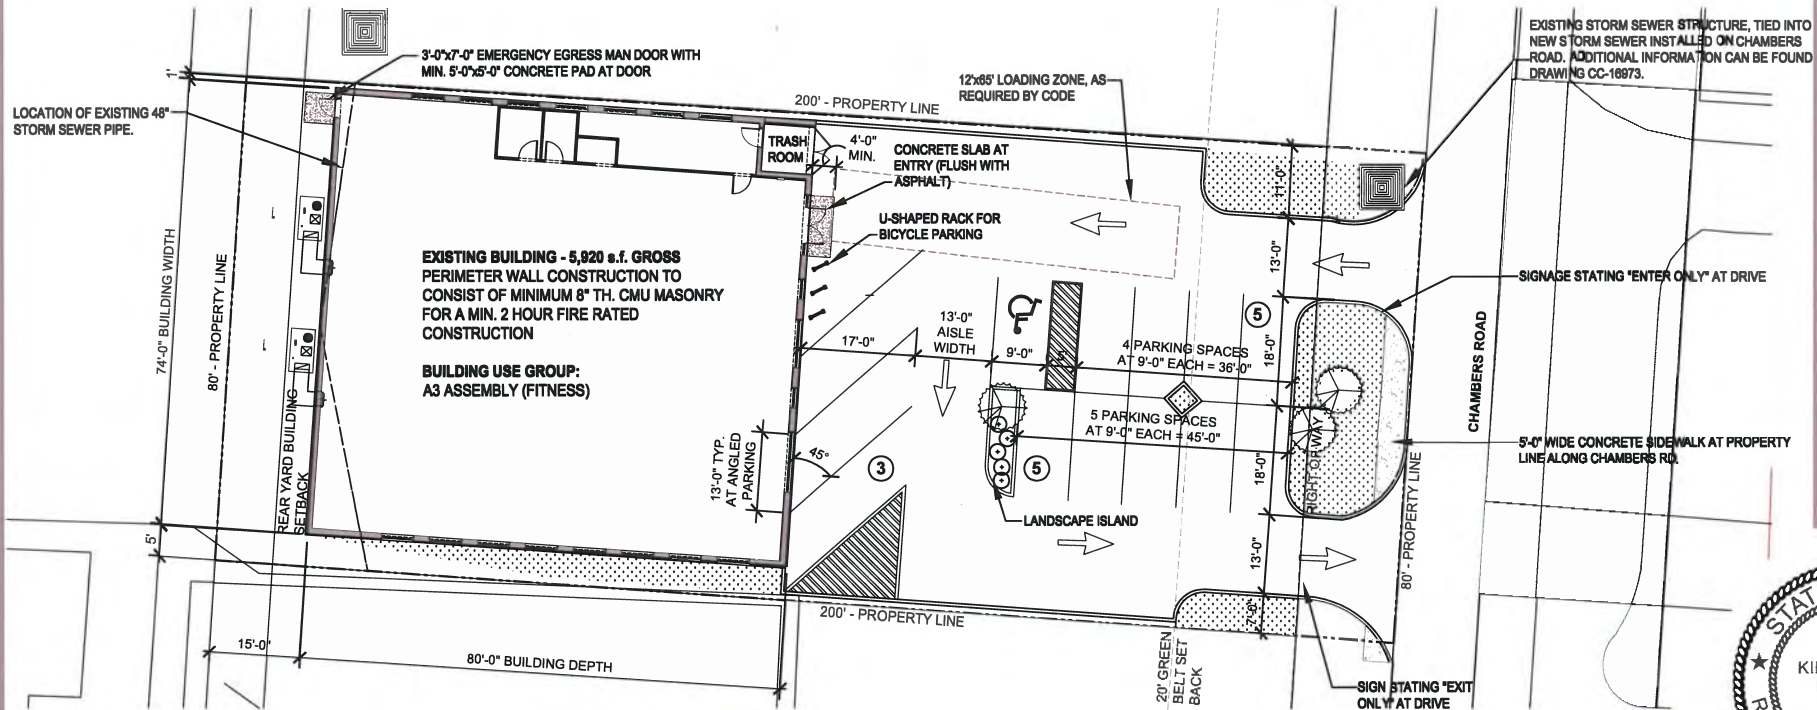 EXISTING STORM SEWER STRUCTURE, TIED INTO
NEW STORM SEWER INSTALLED ON CHAMBERS
ROAD. ADDITIONAL INFORMATION CAN BE FOUND
DRAWING CC-16973.
3'-0"x7'-0" EMERGENCY EGRESS MAN DOOR WITH
MIN. 5'-0"x5'-0" CONCRETE PAD AT DOOR
1'
12'x65' LOADING ZONE, AS
REQUIRED BY CODE
200' - PROPERTY LINE
LOCATION OF EXISTING 48"
STORM SEWER PIPE.
TRASH
ROOM
4'-0"
MIN.
CONCRETE SLAB AT
ENTRY (FLUSH WITH
ASPHALT)
11'-0"
U-SHAPED RACK FOR
BICYCLE PARKING
EXISTING BUILDING - 5,920 s.f. GROSS
PERIMETER WALL CONSTRUCTION TO
CONSIST OF MINIMUM 8" TH. CMU MASONRY
FOR A MIN. 2 HOUR FIRE RATED
CONSTRUCTION
BUILDING USE GROUP:
A3 ASSEMBLY (FITNESS)
74'-0" BUILDING WIDTH
80' - PROPERTY LINE
REAR YARD BUILDING
SETBACK
13'-0"
SIGNAGE STATING "ENTER ONLY" AT DRIVE
17'-0"
13'-0"
AISLE
WIDTH
9'-0"
5'
4 PARKING SPACES
AT 9'-0" EACH = 36'-0"
5
18'-0"
CHAMBERS ROAD
5 PARKING SPACES
AT 9'-0" EACH = 45'-0"
13'-0" TYP.
AT ANGLED
PARKING
45°
3
5
18'-0"
RIGHT OF WAY
5'-0" WIDE CONCRETE SIDEWALK AT PROPERTY
LINE ALONG CHAMBERS RD.
LANDSCAPE ISLAND
5'
13'-0"
80' - PROPERTY LINE
7'-0"
200' - PROPERTY LINE
15'-0"
80'-0" BUILDING DEPTH
20' GREEN
BELT SET
BACK
SIGN STATING "EXIT
ONLY" AT DRIVE
STAT